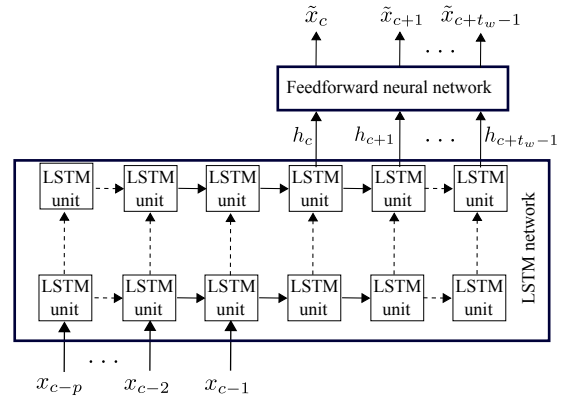 x̃_c x̃_{c+1} . . . x̃_{c+t_w−1}
Feedforward neural network
h_c h_{c+1} . . . h_{c+t_w−1}
LSTM unit LSTM unit LSTM unit LSTM unit LSTM unit LSTM unit
LSTM network
LSTM unit LSTM unit LSTM unit LSTM unit LSTM unit LSTM unit
. . .
x_{c−p} x_{c−2} x_{c−1}